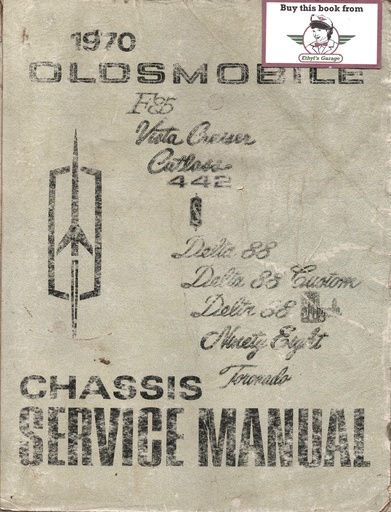 Buy this book from
Ethyl's Garage
1970
OLDSMOBILE
F85
Vista Cruiser
Cutlass
442
Delta 88
Delta 88 Custom
Delta 88
Ninety Eight
Toronado
CHASSIS
SERVICE MANUAL